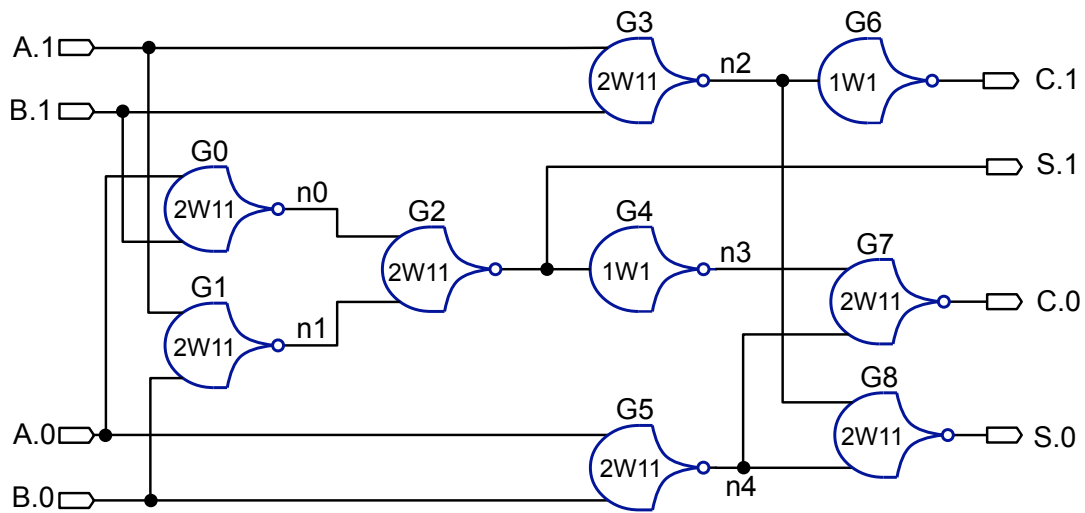 G3 G6
A.1 2W11 n2 1W1 C.1
B.1
G0 S.1
2W11 n0 G2 G4
2W11 1W1 n3 G7
G1 2W11 C.0
2W11 n1
G8
A.0 G5 2W11 S.0
2W11
B.0 n4